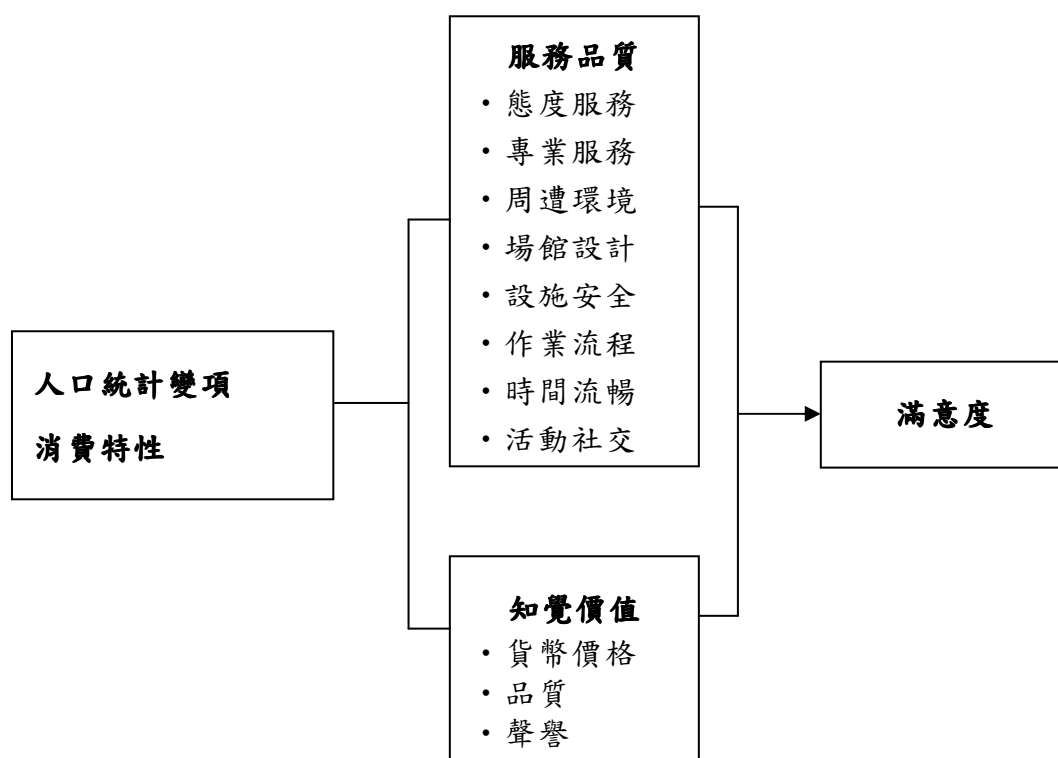 服務品質
・態度服務
・專業服務
・周遭環境
・場館設計
・設施安全
・作業流程
・時間流暢
・活動社交
人口統計變項
消費特性
滿意度
知覺價值
・貨幣價格
・品質
・聲譽